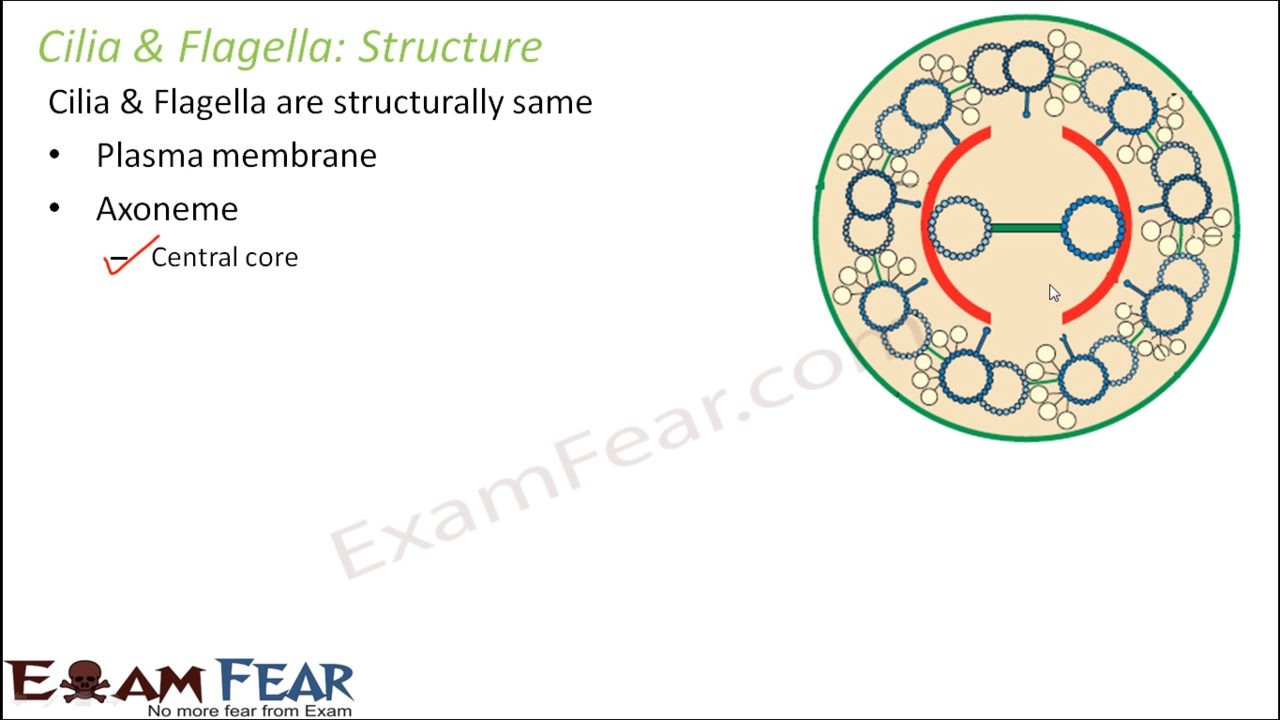 Cilia & Flagella: Structure
Cilia & Flagella are structurally same
• Plasma membrane
• Axoneme
– Central core
ExamFear.com
EXAM FEAR
No more fear from Exam